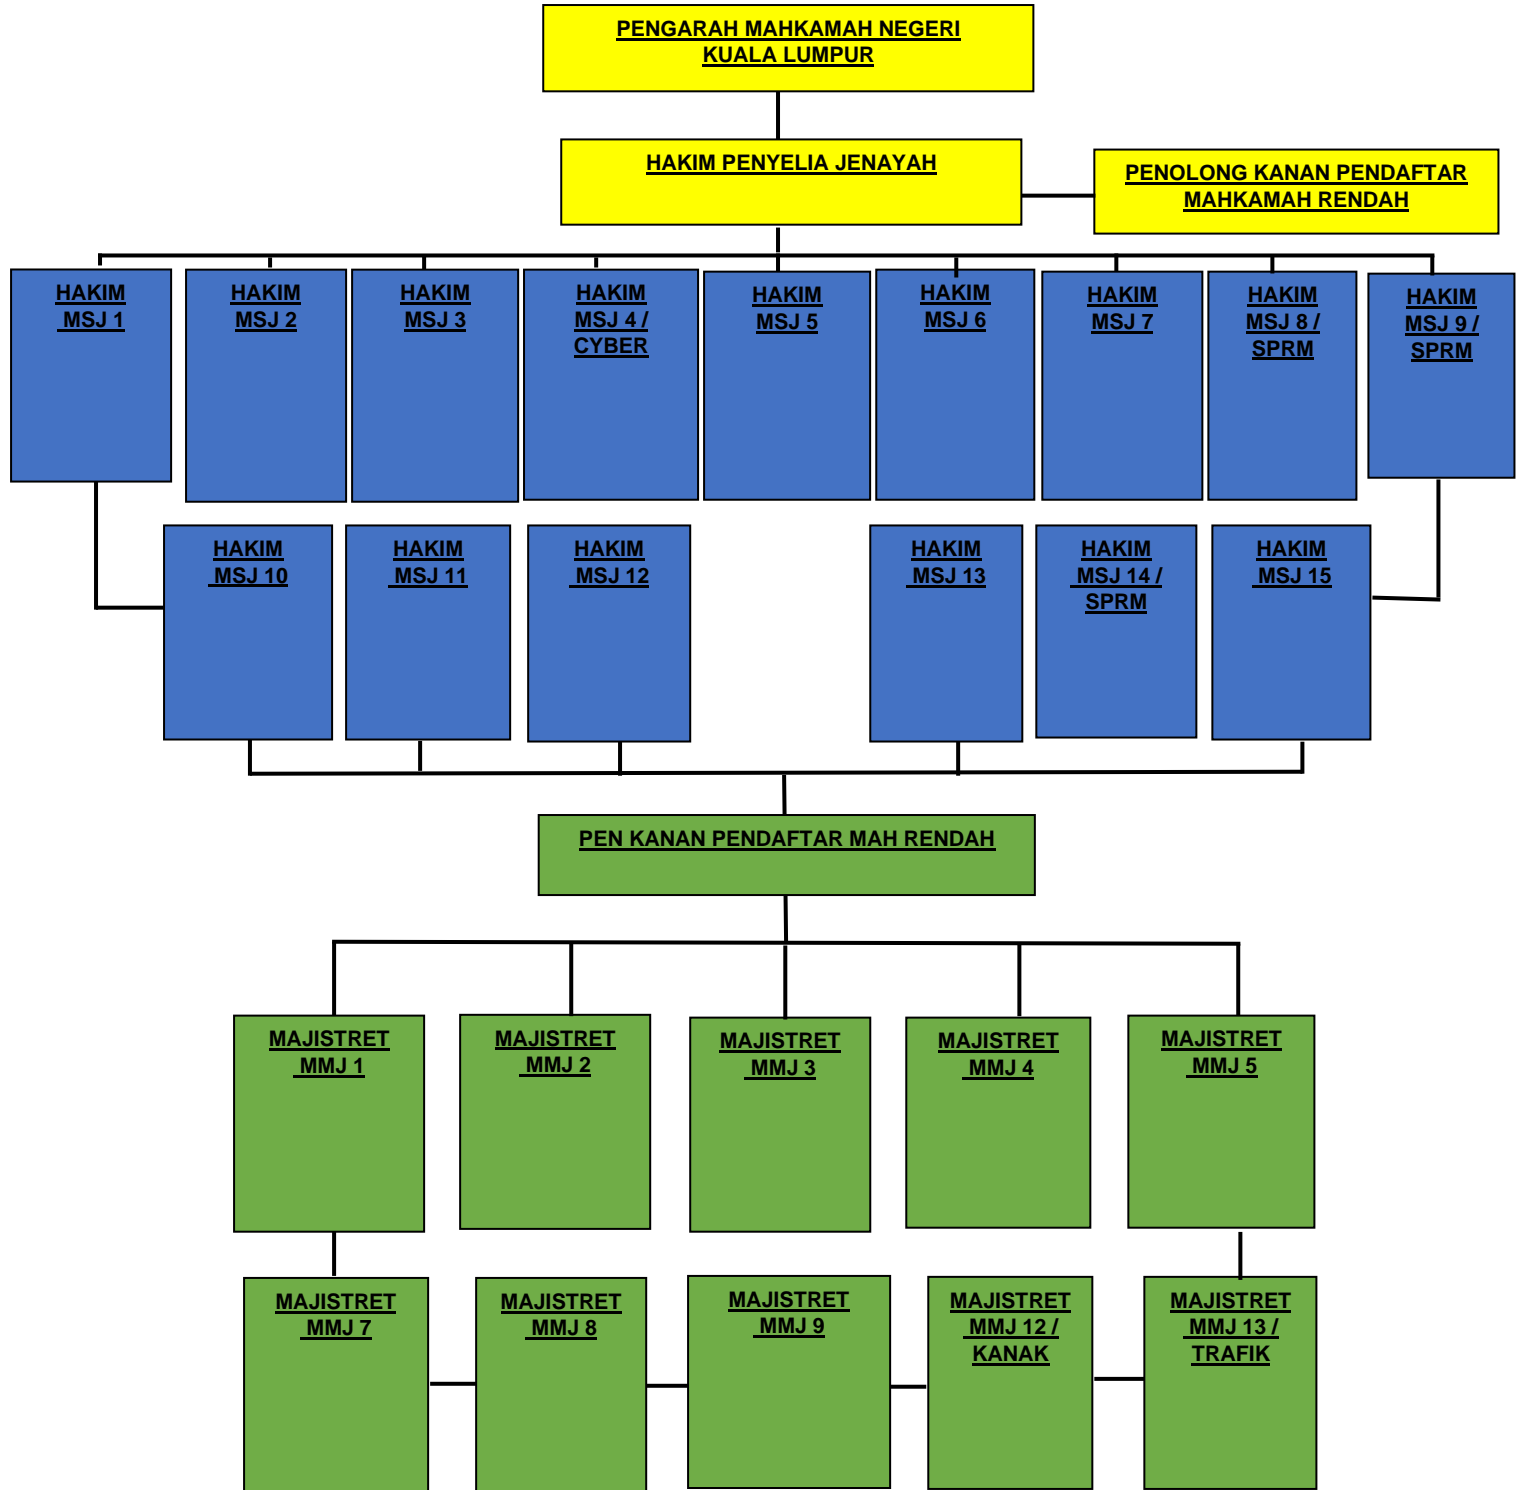 PENGARAH MAHKAMAH NEGERI
KUALA LUMPUR
HAKIM PENYELIA JENAYAH
PENOLONG KANAN PENDAFTAR
MAHKAMAH RENDAH
HAKIM
MSJ 1
HAKIM
MSJ 2
HAKIM
MSJ 3
HAKIM
MSJ 4 /
CYBER
HAKIM
MSJ 5
HAKIM
MSJ 6
HAKIM
MSJ 7
HAKIM
MSJ 8 /
SPRM
HAKIM
MSJ 9 /
SPRM
HAKIM
MSJ 10
HAKIM
MSJ 11
HAKIM
MSJ 12
HAKIM
MSJ 13
HAKIM
MSJ 14 /
SPRM
HAKIM
MSJ 15
PEN KANAN PENDAFTAR MAH RENDAH
MAJISTRET
MMJ 1
MAJISTRET
MMJ 2
MAJISTRET
MMJ 3
MAJISTRET
MMJ 4
MAJISTRET
MMJ 5
MAJISTRET
MMJ 7
MAJISTRET
MMJ 8
MAJISTRET
MMJ 9
MAJISTRET
MMJ 12 /
KANAK
MAJISTRET
MMJ 13 /
TRAFIK